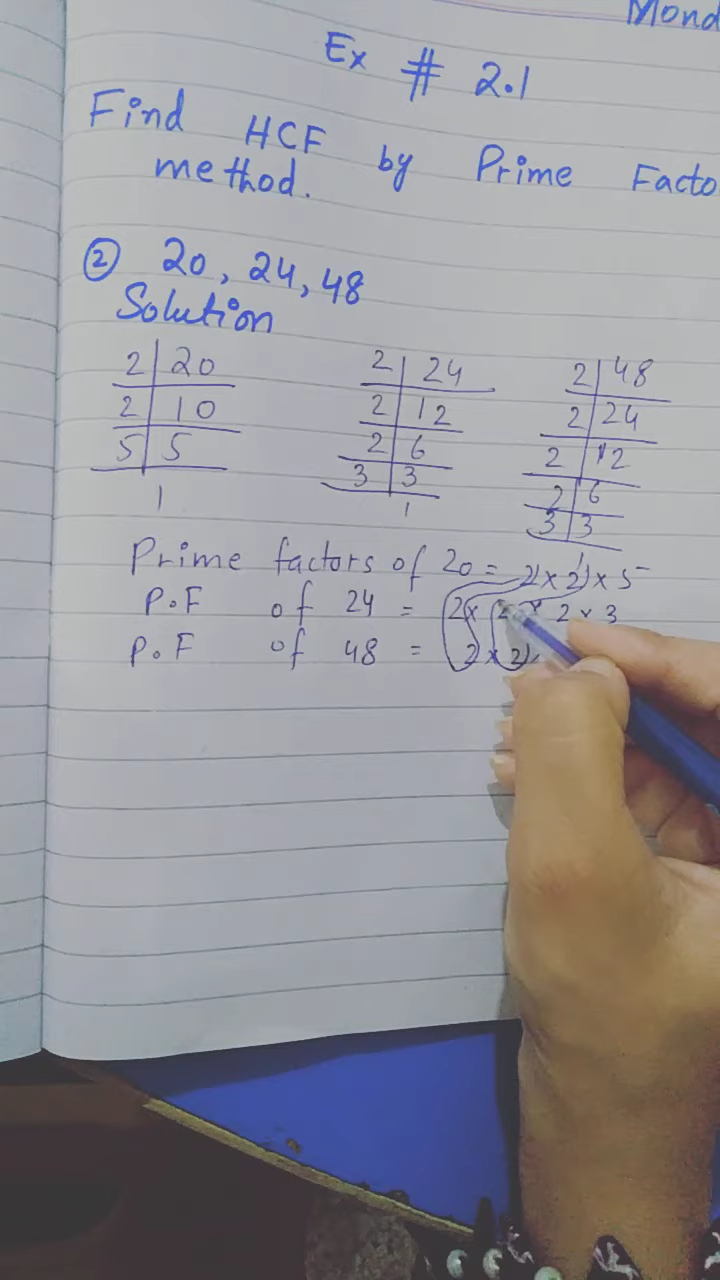 Mond
Ex # 2.1
Find HCF by Prime Facto
method.
② 20, 24, 48
Solution
2 | 20
2 | 10
5 | 5
1
2 | 24
2 | 12
2 | 6
3 | 3
1
2 | 48
2 | 24
2 | 12
2 | 6
3 | 3
1
Prime factors of 20 = 2 × 2 × 5
P.F of 24 = 2 × 2 × 2 × 3
P.F of 48 = 2 × 2 ×